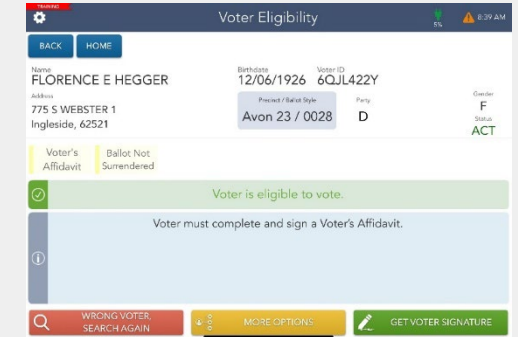 TRAINING
Voter Eligibility
5%
8:39 AM
BACK
HOME
Name
FLORENCE E HEGGER
Birthdate
12/06/1926
Voter ID
6QJL422Y
Address
775 S WEBSTER 1
Ingleside, 62521
Precinct / Ballot Style
Avon 23 / 0028
Party
D
Gender
F
Status
ACT
Voter's
Affidavit
Ballot Not
Surrendered
Voter is eligible to vote.
Voter must complete and sign a Voter's Affidavit.
WRONG VOTER,
SEARCH AGAIN
MORE OPTIONS
GET VOTER SIGNATURE